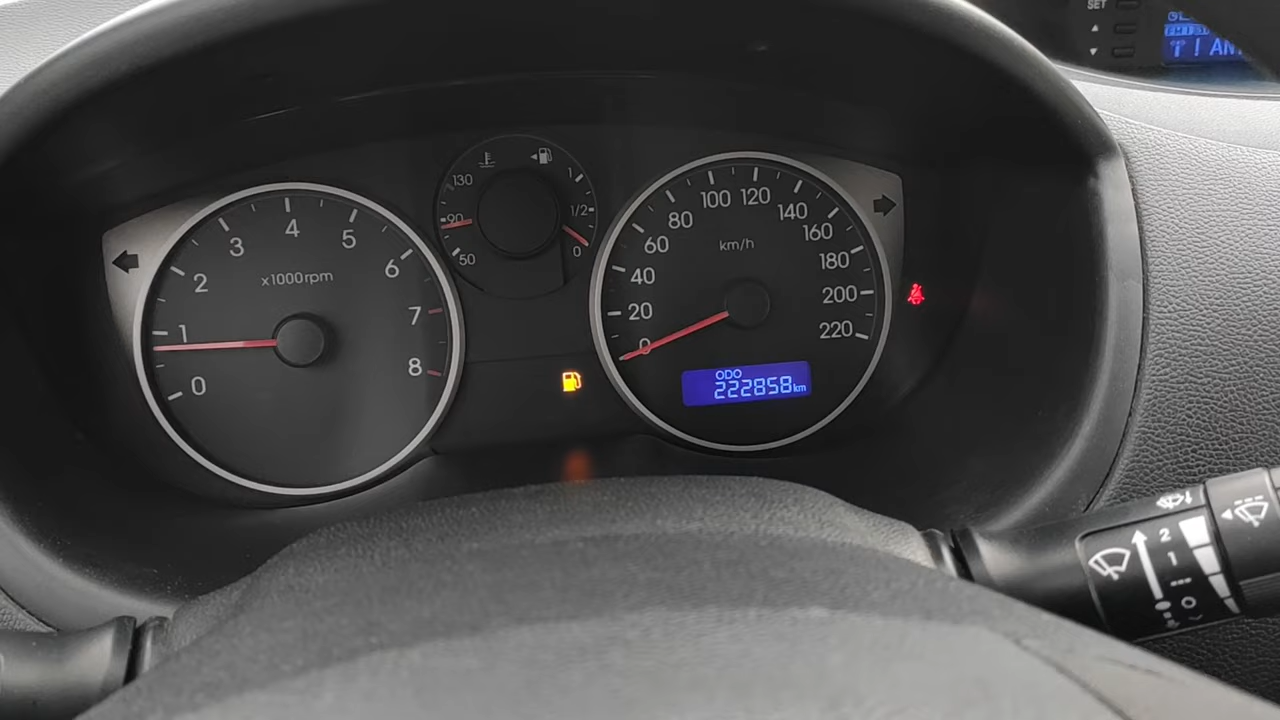 SET
1 2 3 4 5 6 7 8 0
x1000rpm
130
90
50
1
1/2
0
0 20 40 60 80 100 120 140 160 180 200 220
km/h
ODO
222858km
2
1
---
O